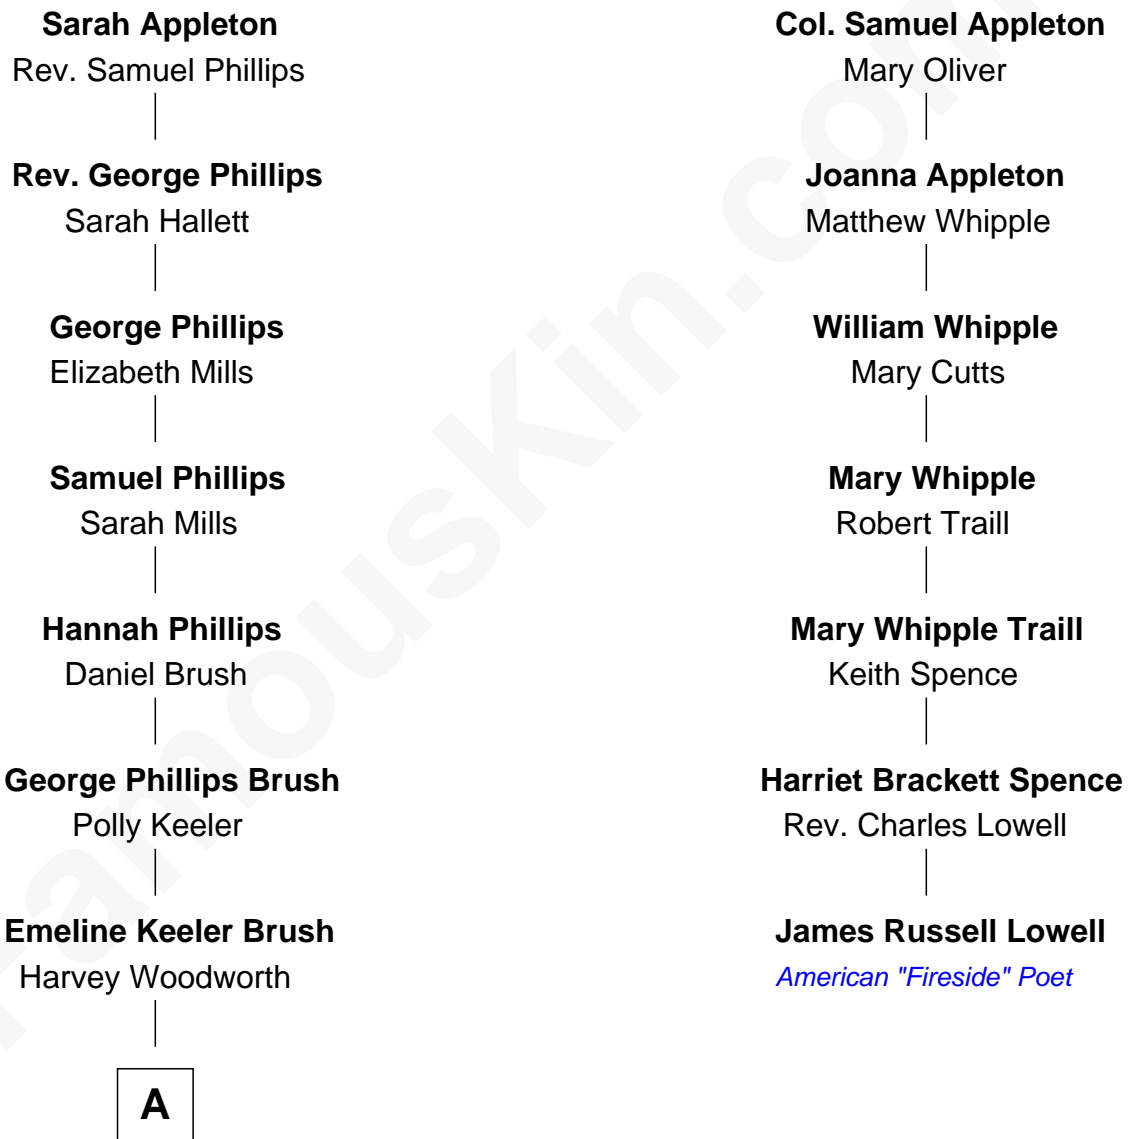 Sarah Appleton
Rev. Samuel Phillips
Rev. George Phillips
Sarah Hallett
George Phillips
Elizabeth Mills
Samuel Phillips
Sarah Mills
Hannah Phillips
Daniel Brush
George Phillips Brush
Polly Keeler
Emeline Keeler Brush
Harvey Woodworth
A
Col. Samuel Appleton
Mary Oliver
Joanna Appleton
Matthew Whipple
William Whipple
Mary Cutts
Mary Whipple
Robert Traill
Mary Whipple Traill
Keith Spence
Harriet Brackett Spence
Rev. Charles Lowell
James Russell Lowell
American "Fireside" Poet
FamousKin.com